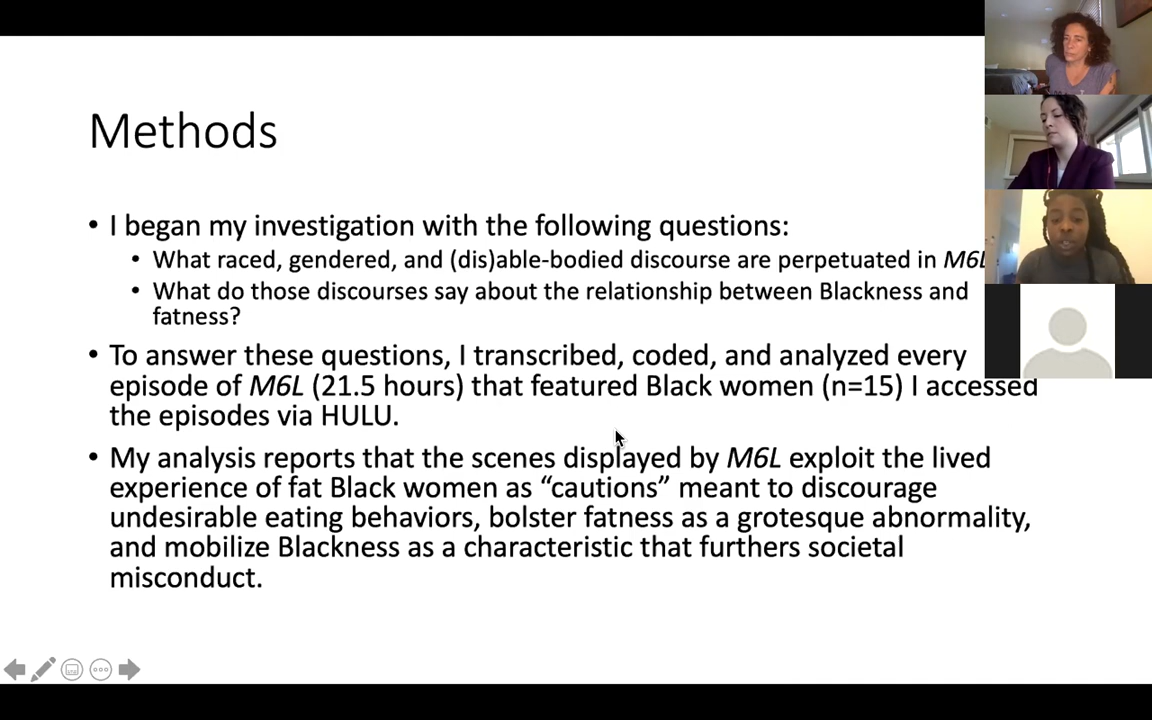 Methods
• I began my investigation with the following questions:
• What raced, gendered, and (dis)able-bodied discourse are perpetuated in
• What do those discourses say about the relationship between Blackness and
fatness?
• To answer these questions, I transcribed, coded, and analyzed every
episode of M6L (21.5 hours) that featured Black women (n=15) I accessed
the episodes via HULU.
• My analysis reports that the scenes displayed by M6L exploit the lived
experience of fat Black women as “cautions” meant to discourage
undesirable eating behaviors, bolster fatness as a grotesque abnormality,
and mobilize Blackness as a characteristic that furthers societal
misconduct.